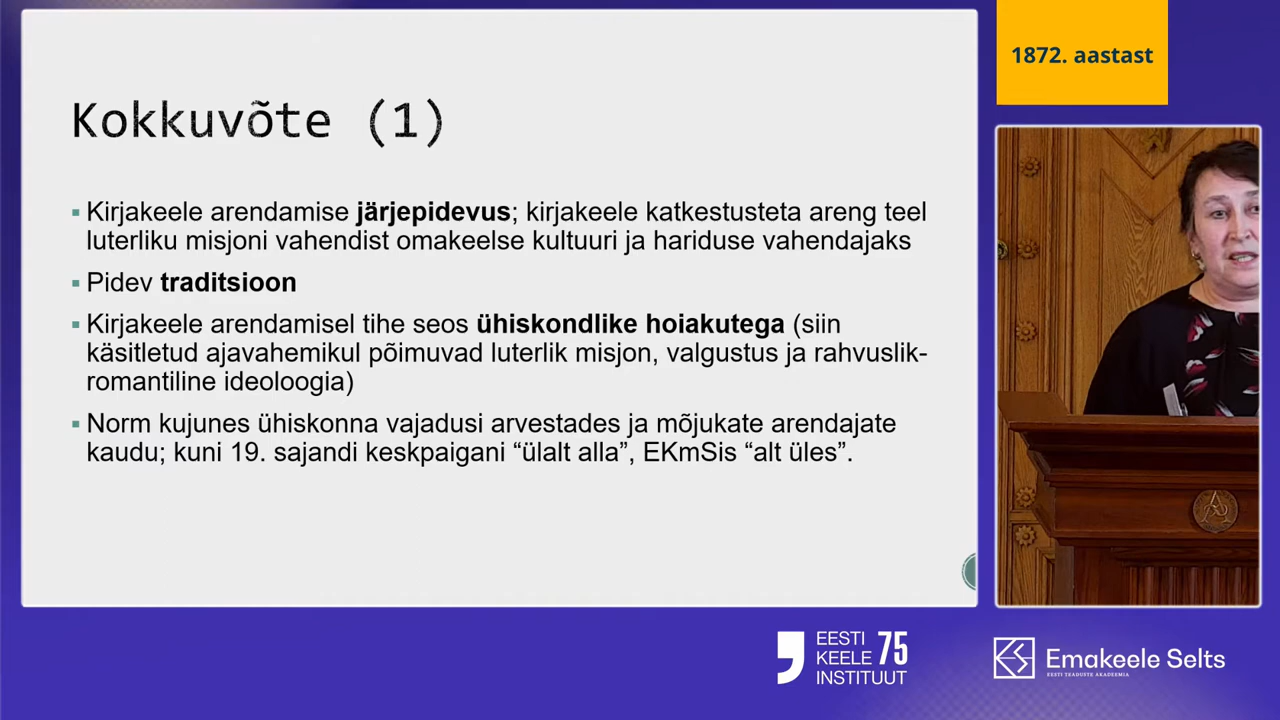 Kokkuvõte (1)
Kirjakeele arendamise järjepidevus; kirjakeele katkestusteta areng teel
luterliku misjoni vahendist omakeelse kultuuri ja hariduse vahendajaks
Pidev traditsioon
Kirjakeele arendamisel tihe seos ühiskondlike hoiakutega (siin
käsitletud ajavahemikul põimuvad luterlik misjon, valgustus ja rahvuslik-
romantiline ideoloogia)
Norm kujunes ühiskonna vajadusi arvestades ja mõjukate arendajate
kaudu; kuni 19. sajandi keskpaigani “ülalt alla”, EKmSis “alt üles”.
1872. aastast
EESTI
KEELE 75
INSTITUUT
Emakeele Selts
EESTI TEADUSTE AKADEEMIA